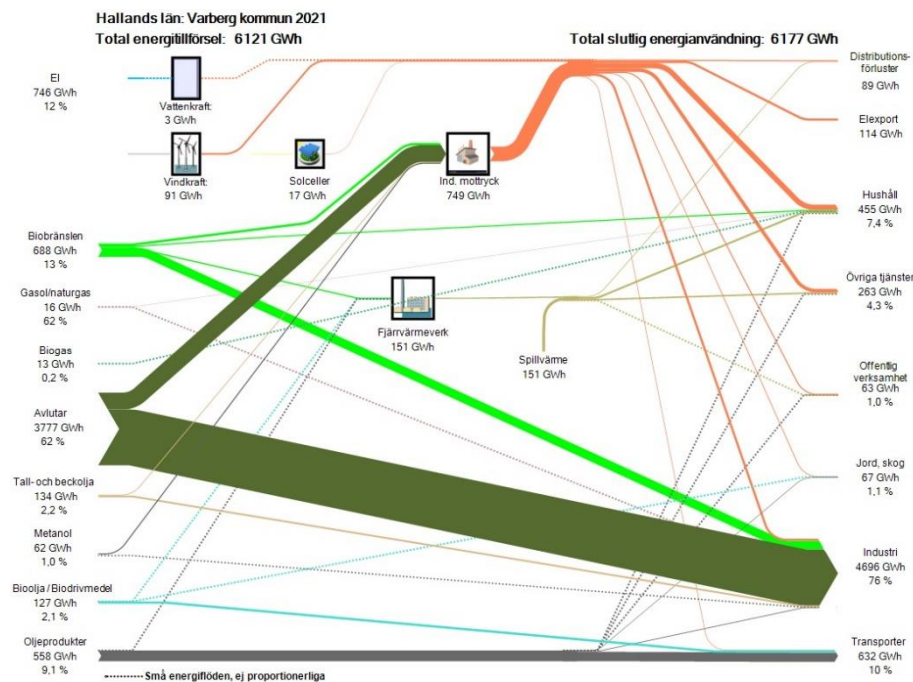 Hallands län: Varberg kommun 2021
Total energitillförsel: 6121 GWh
Total slutlig energianvändning: 6177 GWh
El
746 GWh
12 %
Vattenkraft:
3 GWh
Vindkraft:
91 GWh
Solceller
17 GWh
Ind. mottryck
749 GWh
Biobränslen
688 GWh
13 %
Gasol/naturgas
16 GWh
62 %
Biogas
13 GWh
0,2 %
Avlutar
3777 GWh
62 %
Tall- och beckolja
134 GWh
2,2 %
Metanol
62 GWh
1,0 %
Bioolja / Biodrivmedel
127 GWh
2,1 %
Oljeprodukter
558 GWh
9,1 %
Fjärrvärmeverk
151 GWh
Spillvärme
151 GWh
Distributions-
förluster
89 GWh
Elexport
114 GWh
Hushåll
455 GWh
7,4 %
Övriga tjänster
263 GWh
4,3 %
Offentlig
verksamhet
63 GWh
1,0 %
Jord, skog
67 GWh
1,1 %
Industri
4696 GWh
76 %
Transporter
632 GWh
10 %
Små energiflöden, ej proportionerliga